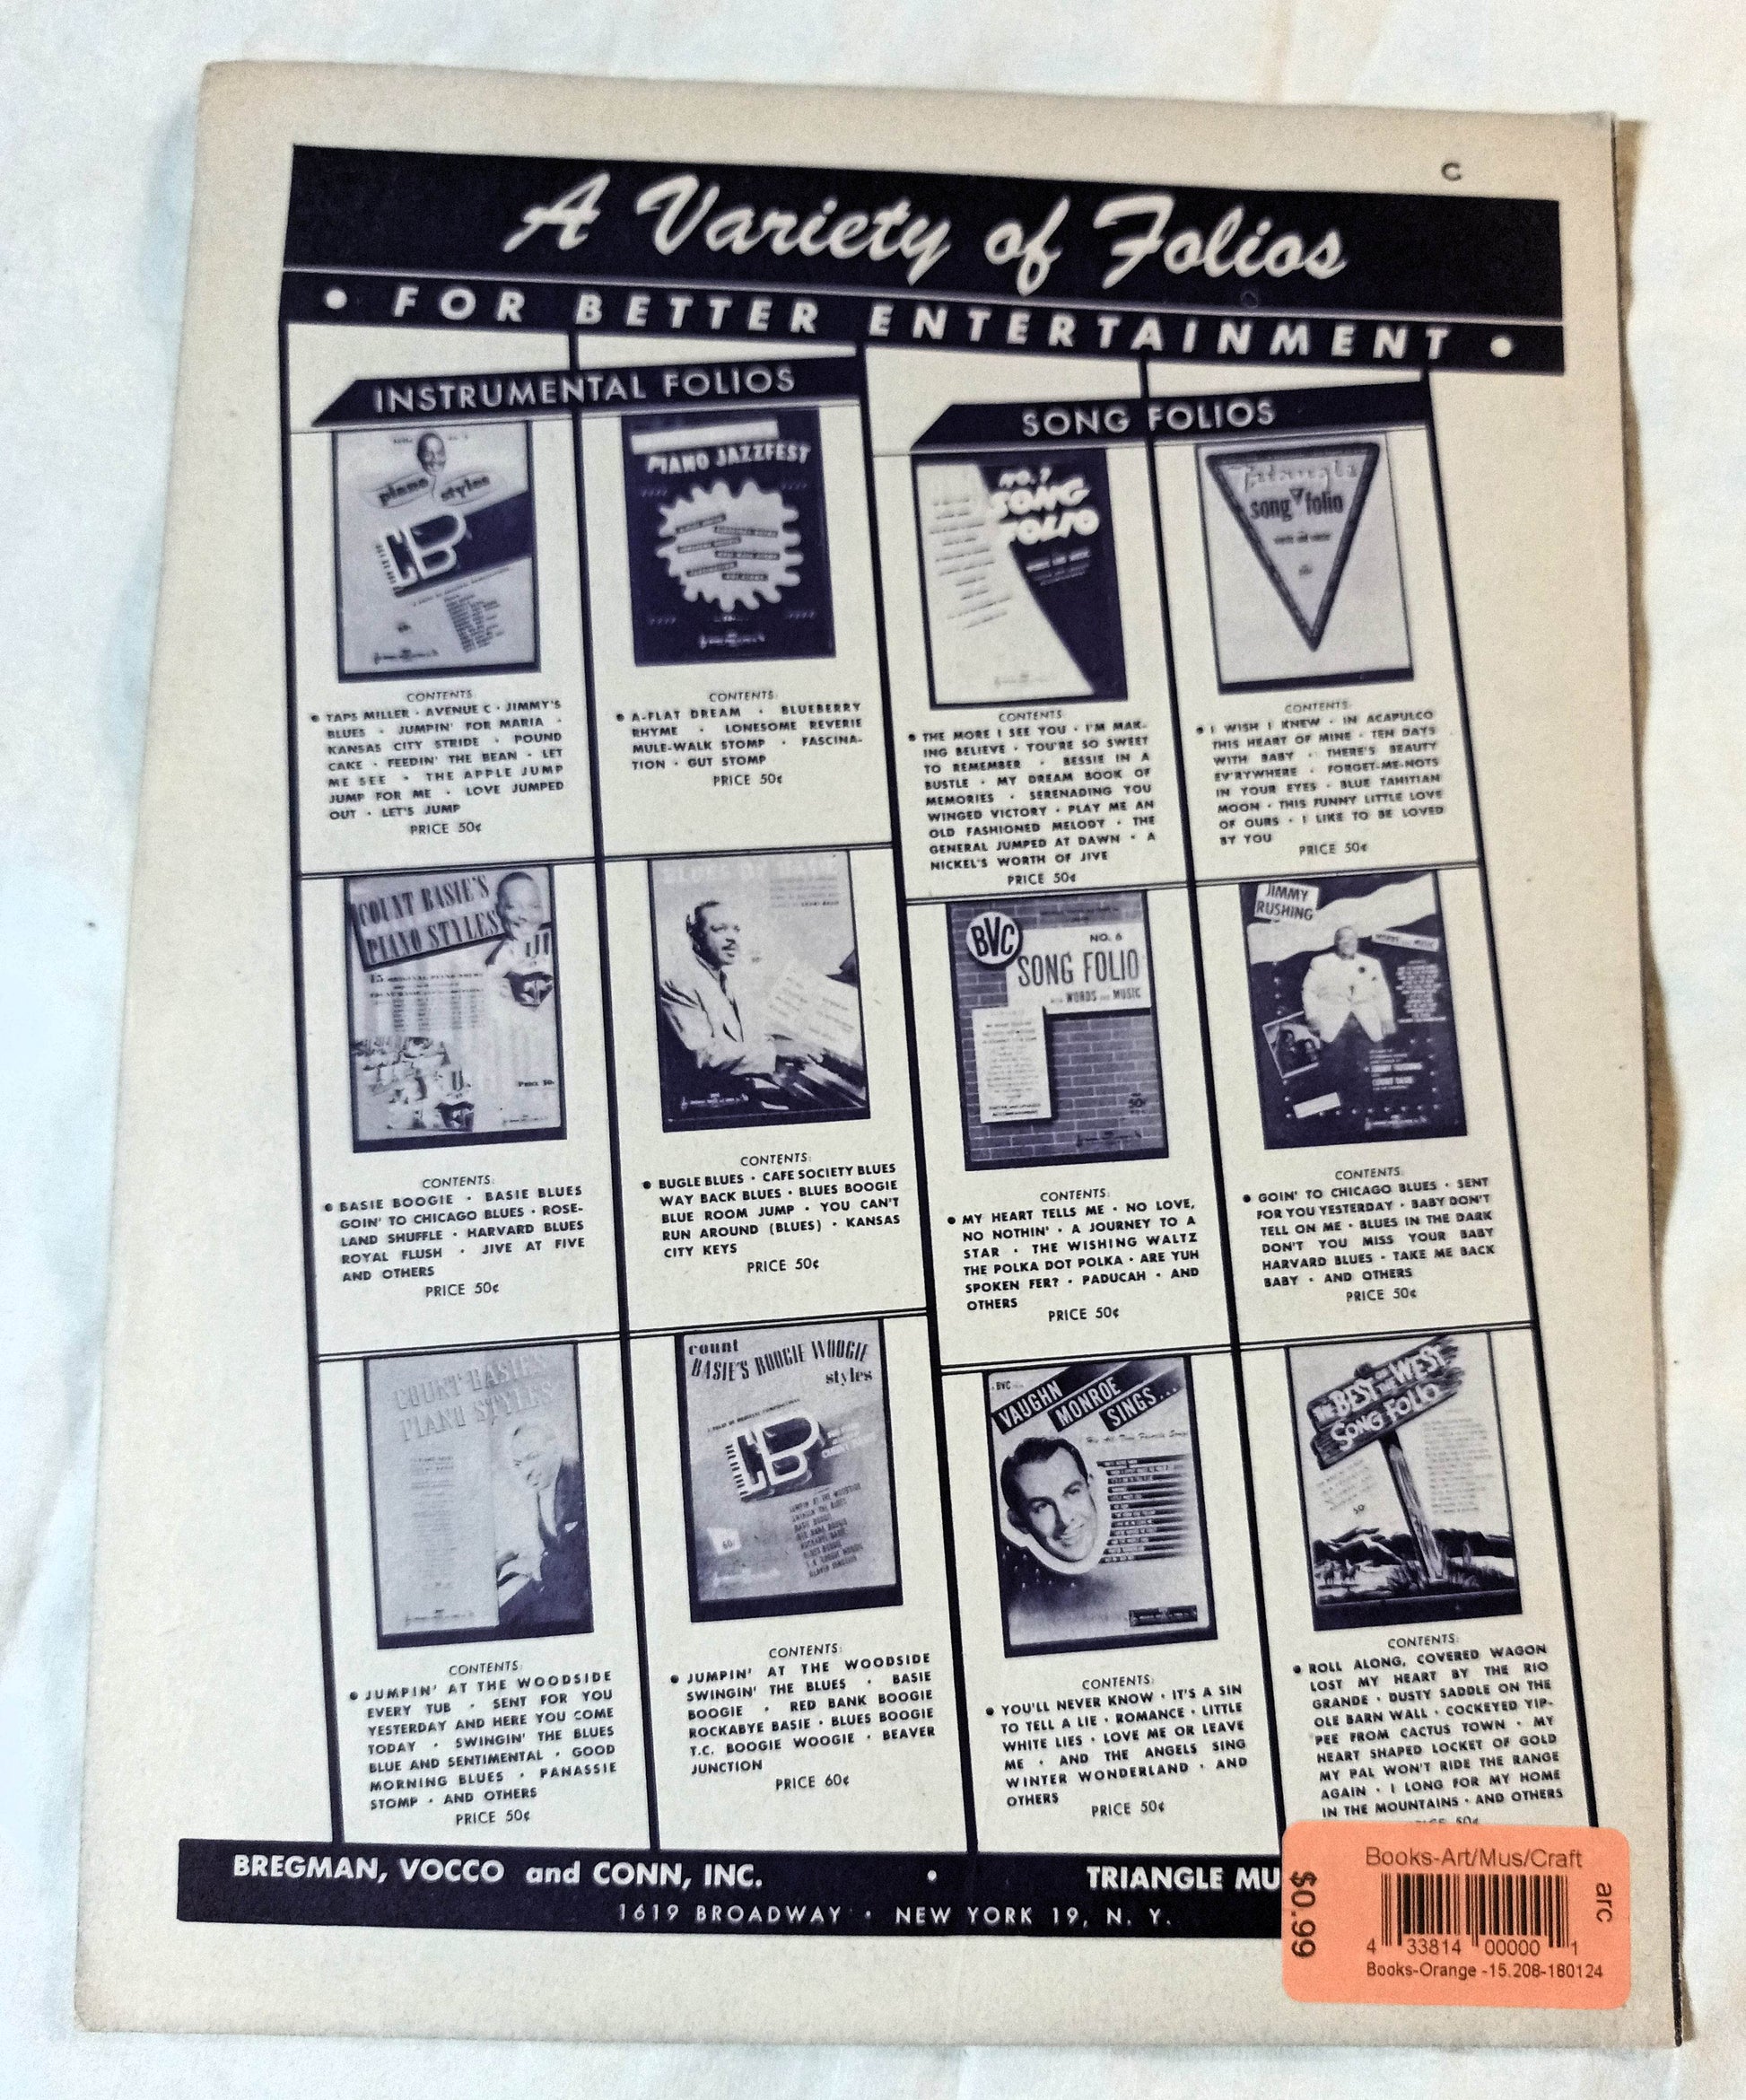 C
A Variety of Folios
• FOR BETTER ENTERTAINMENT •
INSTRUMENTAL FOLIOS
piano styles
CB
CONTENTS
• TAPS MILLER · AVENUE C · JIMMY'S
BLUES · JUMPIN' FOR MARIA ·
KANSAS CITY STRIDE · POUND
CAKE · FEEDIN' THE BEAN · LET
ME SEE · THE APPLE JUMP
JUMP FOR ME · LOVE JUMPED
OUT · LET'S JUMP
PRICE 50¢
PIANO JAZZFEST
CONTENTS:
• A-FLAT DREAM · BLUEBERRY
RHYME · LONESOME REVERIE
MULE-WALK STOMP · FASCINA-
TION · GUT STOMP
PRICE 50¢
COUNT BASIE'S
PIANO STYLES
CONTENTS:
• BASIE BOOGIE · BASIE BLUES
GOIN' TO CHICAGO BLUES · ROSE-
LAND SHUFFLE · HARVARD BLUES
ROYAL FLUSH · JIVE AT FIVE
AND OTHERS
PRICE 50¢
CONTENTS:
• BUGLE BLUES · CAFE SOCIETY BLUES
WAY BACK BLUES · BLUES BOOGIE
BLUE ROOM JUMP · YOU CAN'T
RUN AROUND (BLUES) · KANSAS
CITY KEYS
PRICE 50¢
COUNT BASIE'S
PIANO STYLES
CONTENTS:
• JUMPIN' AT THE WOODSIDE
EVERY TUB · SENT FOR YOU
YESTERDAY AND HERE YOU COME
TODAY · SWINGIN' THE BLUES
BLUE AND SENTIMENTAL · GOOD
MORNING BLUES · PANASSIE
STOMP · AND OTHERS
PRICE 50¢
count
BASIE'S BOOGIE WOOGIE
styles
CB
CONTENTS:
• JUMPIN' AT THE WOODSIDE
SWINGIN' THE BLUES · BASIE
BOOGIE · RED BANK BOOGIE
ROCKABYE BASIE · BLUES BOOGIE
T.C. BOOGIE WOOGIE · BEAVER
JUNCTION
PRICE 60¢
SONG FOLIOS
NO. 7
SONG
FOLIO
CONTENTS
• THE MORE I SEE YOU · I'M MAK-
ING BELIEVE · YOU'RE SO SWEET
TO REMEMBER · BESSIE IN A
BUSTLE · MY DREAM BOOK OF
MEMORIES · SERENADING YOU
WINGED VICTORY · PLAY ME AN
OLD FASHIONED MELODY · THE
GENERAL JUMPED AT DAWN · A
NICKEL'S WORTH OF JIVE
PRICE 50¢
Triangle
song folio
CONTENTS:
• I WISH I KNEW · IN ACAPULCO
THIS HEART OF MINE · TEN DAYS
WITH BABY · THERE'S BEAUTY
EV'RYWHERE · FORGET-ME-NOTS
IN YOUR EYES · BLUE TAHITIAN
MOON · THIS FUNNY LITTLE LOVE
OF OURS · I LIKE TO BE LOVED
BY YOU
PRICE 50¢
BVC
NO. 6
SONG FOLIO
WORDS and MUSIC
50¢
CONTENTS:
• MY HEART TELLS ME · NO LOVE,
NO NOTHIN' · A JOURNEY TO A
STAR · THE WISHING WALTZ
THE POLKA DOT POLKA · ARE YUH
SPOKEN FER? · PADUCAH · AND
OTHERS
PRICE 50¢
JIMMY
RUSHING
CONTENTS:
• GOIN' TO CHICAGO BLUES · SENT
FOR YOU YESTERDAY · BABY DON'T
TELL ON ME · BLUES IN THE DARK
DON'T YOU MISS YOUR BABY
HARVARD BLUES · TAKE ME BACK
BABY · AND OTHERS
PRICE 50¢
BVC
VAUGHN
MONROE
SINGS....
CONTENTS:
• YOU'LL NEVER KNOW · IT'S A SIN
TO TELL A LIE · ROMANCE · LITTLE
WHITE LIES · LOVE ME OR LEAVE
ME · AND THE ANGELS SING
WINTER WONDERLAND · AND
OTHERS
PRICE 50¢
THE BEST OF THE WEST
SONG FOLIO
CONTENTS:
• ROLL ALONG, COVERED WAGON
LOST MY HEART BY THE RIO
GRANDE · DUSTY SADDLE ON THE
OLE BARN WALL · COCKEYED YIP-
PEE FROM CACTUS TOWN · MY
HEART SHAPED LOCKET OF GOLD
MY PAL WON'T RIDE THE RANGE
AGAIN · I LONG FOR MY HOME
IN THE MOUNTAINS · AND OTHERS
50¢
BREGMAN, VOCCO and CONN, INC. • TRIANGLE MU
1619 BROADWAY · NEW YORK 19, N. Y.
Books-Art/Mus/Craft
$0.99
arc
4 33814 00000 1
Books-Orange -15.208-180124